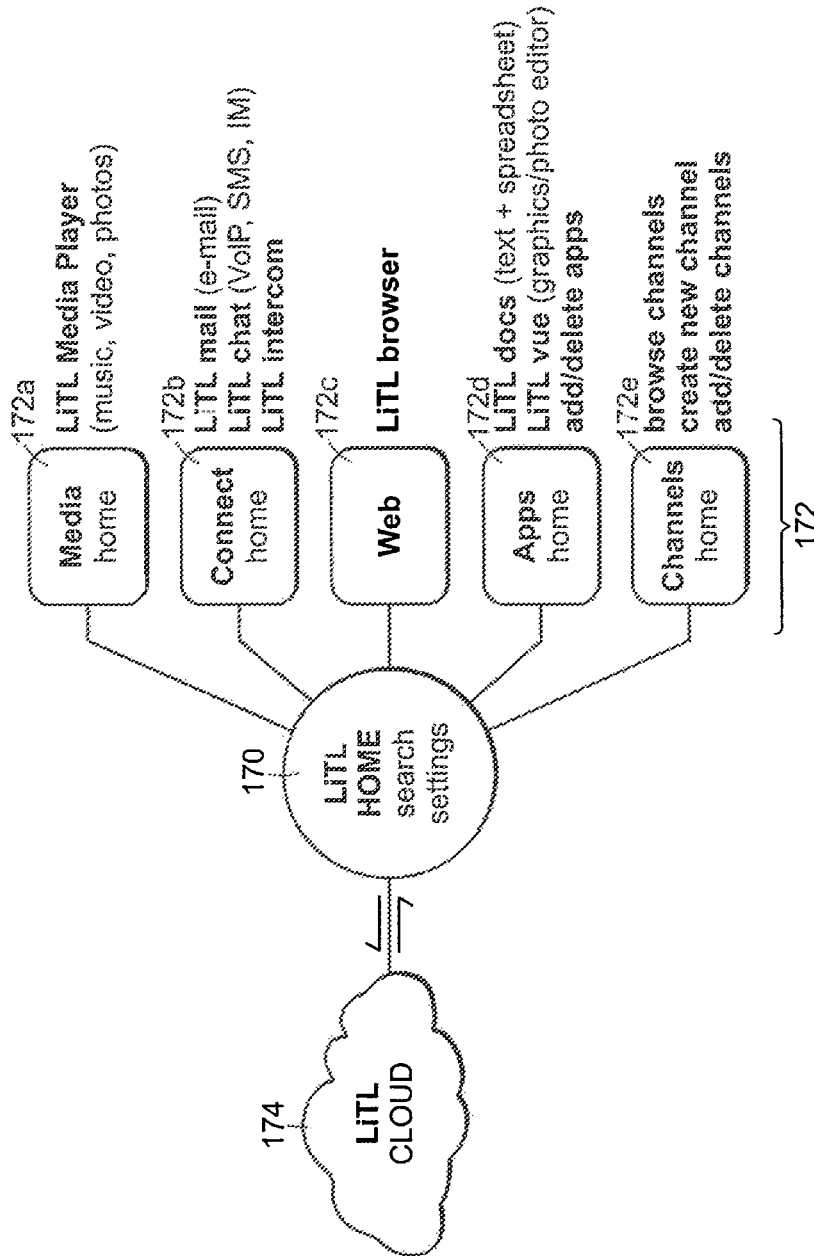 174
LiTL
CLOUD
170
LiTL
HOME
search
settings
172a
Media
home
LiTL Media Player
(music, video, photos)
172b
Connect
home
LiTL mail (e-mail)
LiTL chat (VoIP, SMS, IM)
LiTL intercom
172c
Web
LiTL browser
172d
Apps
home
LiTL docs (text + spreadsheet)
LiTL vue (graphics/photo editor)
add/delete apps
172e
Channels
home
browse channels
create new channel
add/delete channels
172